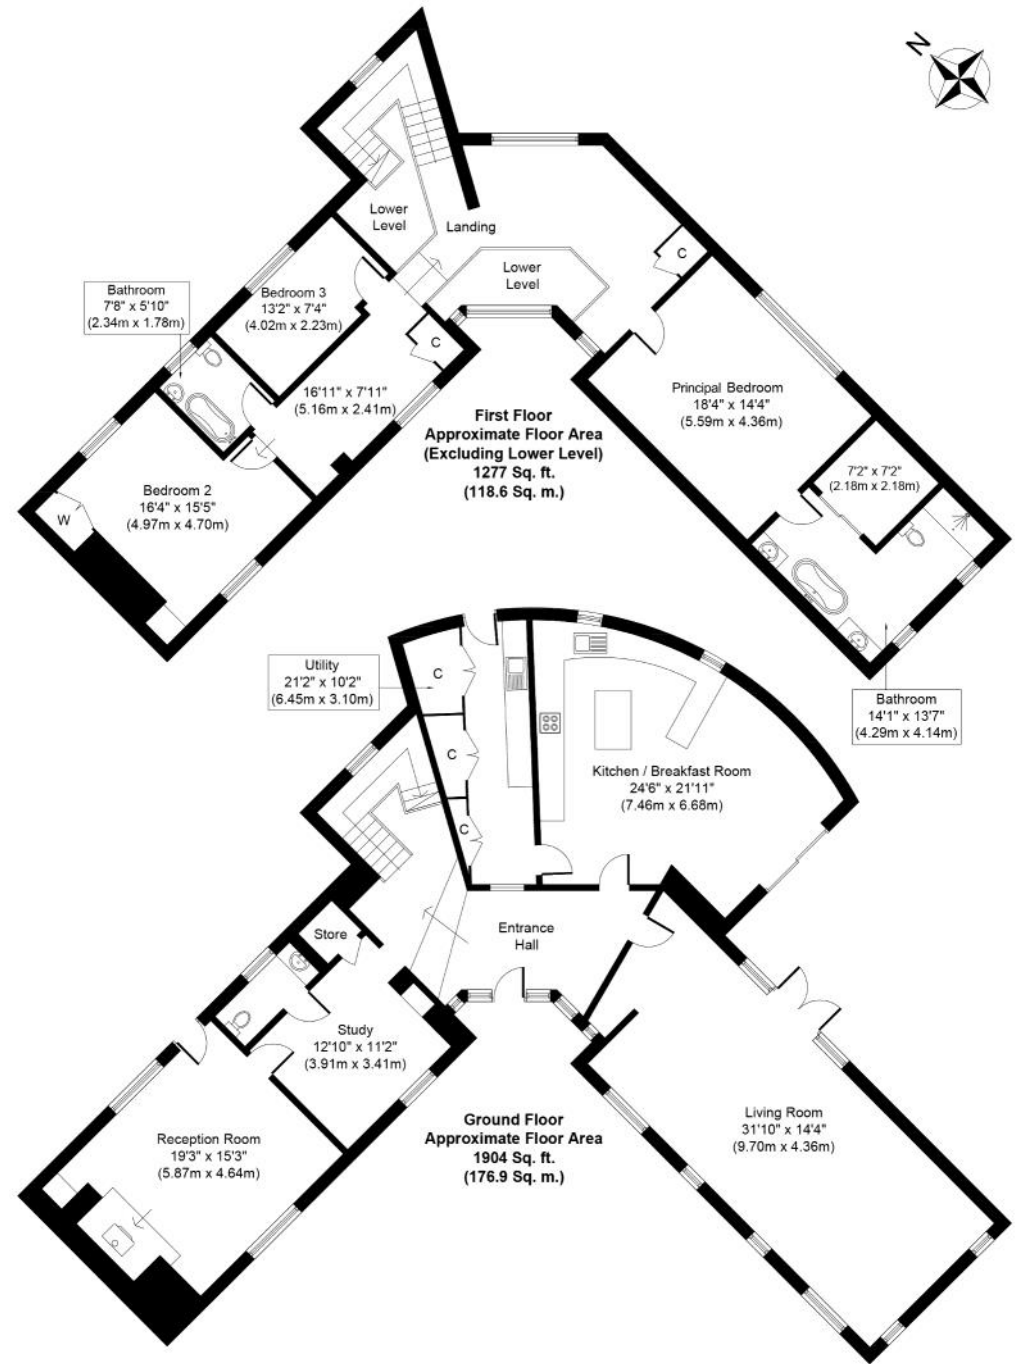 N
Lower
Level
Landing
C
Lower
Level
Bathroom
7'8" x 5'10"
(2.34m x 1.78m)
Bedroom 3
13'2" x 7'4"
(4.02m x 2.23m)
C
16'11" x 7'11"
(5.16m x 2.41m)
Principal Bedroom
18'4" x 14'4"
(5.59m x 4.36m)
First Floor
Approximate Floor Area
(Excluding Lower Level)
1277 Sq. ft.
(118.6 Sq. m.)
7'2" x 7'2"
(2.18m x 2.18m)
Bedroom 2
16'4" x 15'5"
(4.97m x 4.70m)
W
Bathroom
14'1" x 13'7"
(4.29m x 4.14m)
Utility
21'2" x 10'2"
(6.45m x 3.10m)
C
C
C
Kitchen / Breakfast Room
24'6" x 21'11"
(7.46m x 6.68m)
Entrance
Hall
Store
Study
12'10" x 11'2"
(3.91m x 3.41m)
Reception Room
19'3" x 15'3"
(5.87m x 4.64m)
Ground Floor
Approximate Floor Area
1904 Sq. ft.
(176.9 Sq. m.)
Living Room
31'10" x 14'4"
(9.70m x 4.36m)